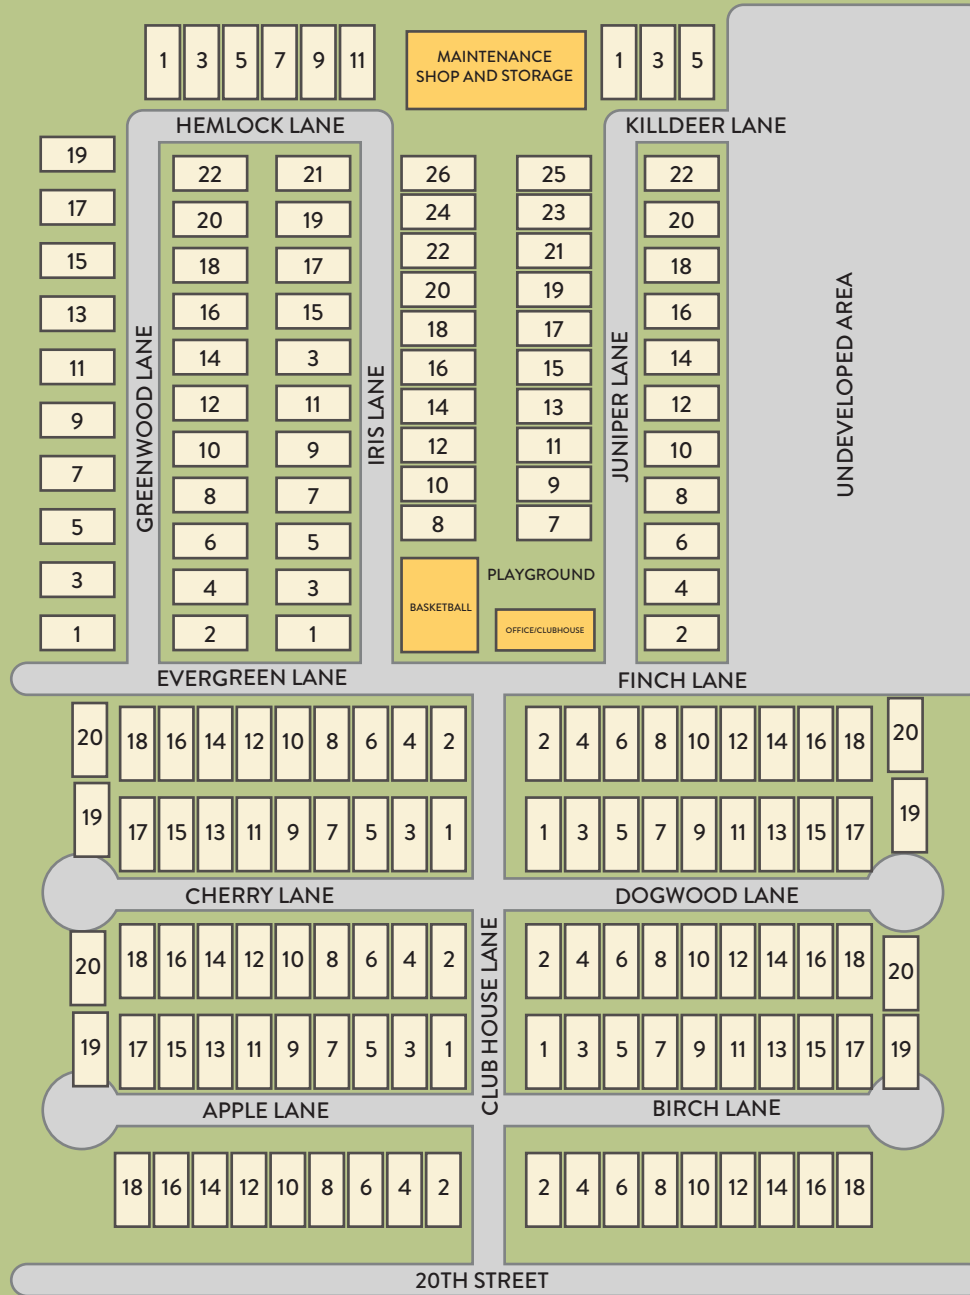 1 3 5 7 9 11
MAINTENANCE
SHOP AND STORAGE
1 3 5
HEMLOCK LANE
KILLDEER LANE
19
17
15
13
11
9
7
5
3
1
GREENWOOD LANE
22
20
18
16
14
12
10
8
6
4
2
21
19
17
15
3
11
9
7
5
3
1
IRIS LANE
26
24
22
20
18
16
14
12
10
8
25
23
21
19
17
15
13
11
9
7
BASKETBALL
PLAYGROUND
OFFICE/CLUBHOUSE
JUNIPER LANE
22
20
18
16
14
12
10
8
6
4
2
UNDEVELOPED AREA
EVERGREEN LANE
FINCH LANE
20 18 16 14 12 10 8 6 4 2
2 4 6 8 10 12 14 16 18 20
19 17 15 13 11 9 7 5 3 1
1 3 5 7 9 11 13 15 17 19
CHERRY LANE
DOGWOOD LANE
CLUB HOUSE LANE
20 18 16 14 12 10 8 6 4 2
2 4 6 8 10 12 14 16 18 20
19 17 15 13 11 9 7 5 3 1
1 3 5 7 9 11 13 15 17 19
APPLE LANE
BIRCH LANE
18 16 14 12 10 8 6 4 2
2 4 6 8 10 12 14 16 18
20TH STREET